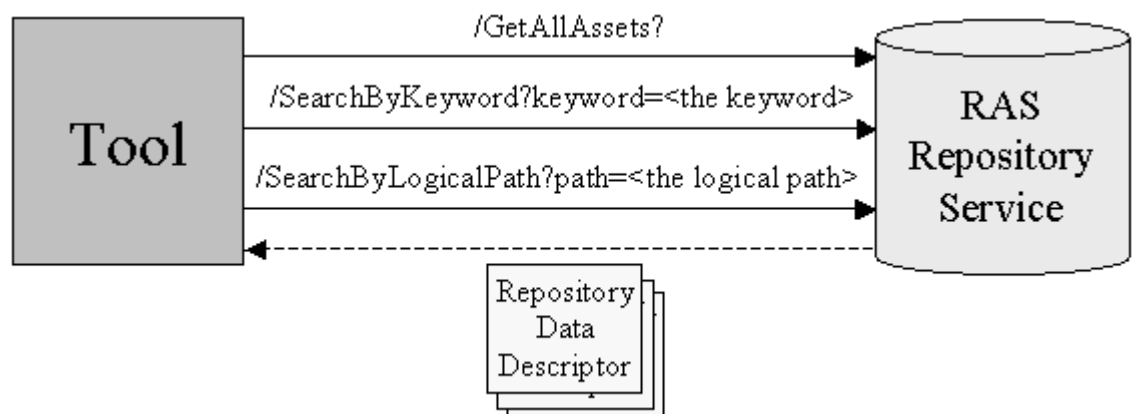 /GetAllAssets?
/SearchByKeyword?keyword=<the keyword>
/SearchByLogicalPath?path=<the logical path>
Tool
RAS
Repository
Service
Repository
Data
Descriptor